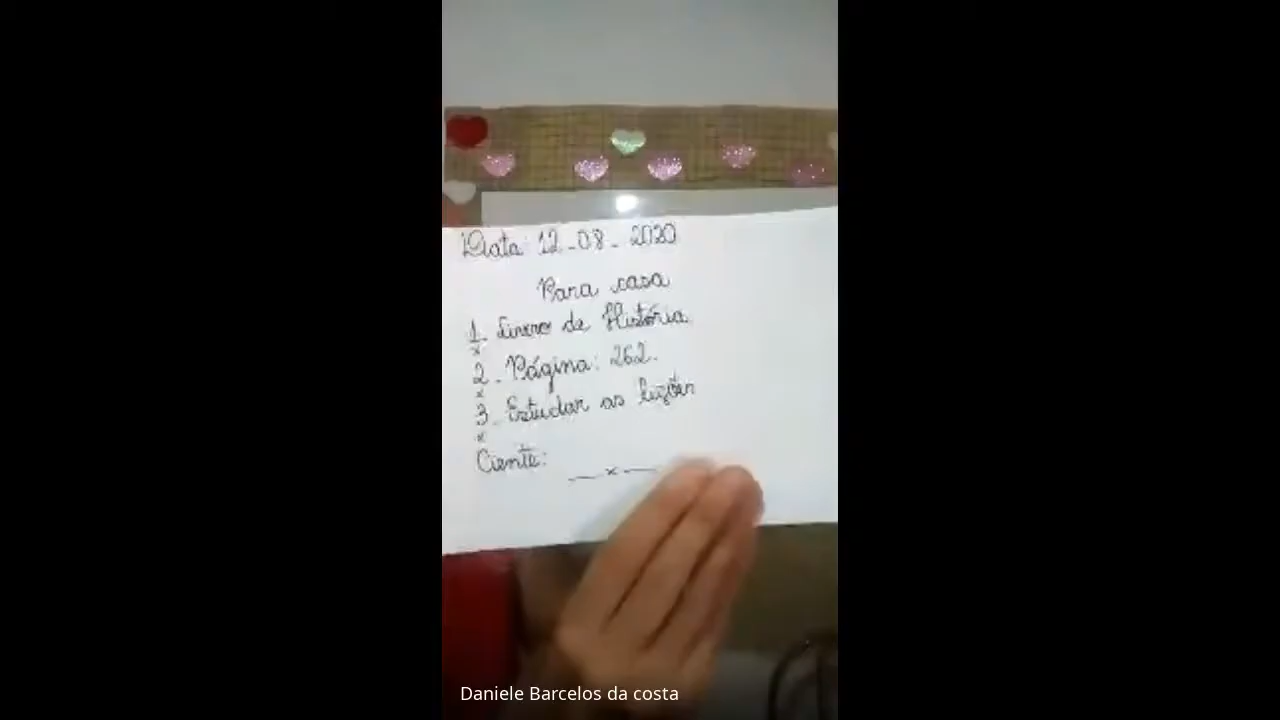 Data: 12-08-2020
Para casa
1. Livro de História
x
2. Página: 262.
x
3. Estudar as lições
x
Ciente:
—x—
Daniele Barcelos da costa